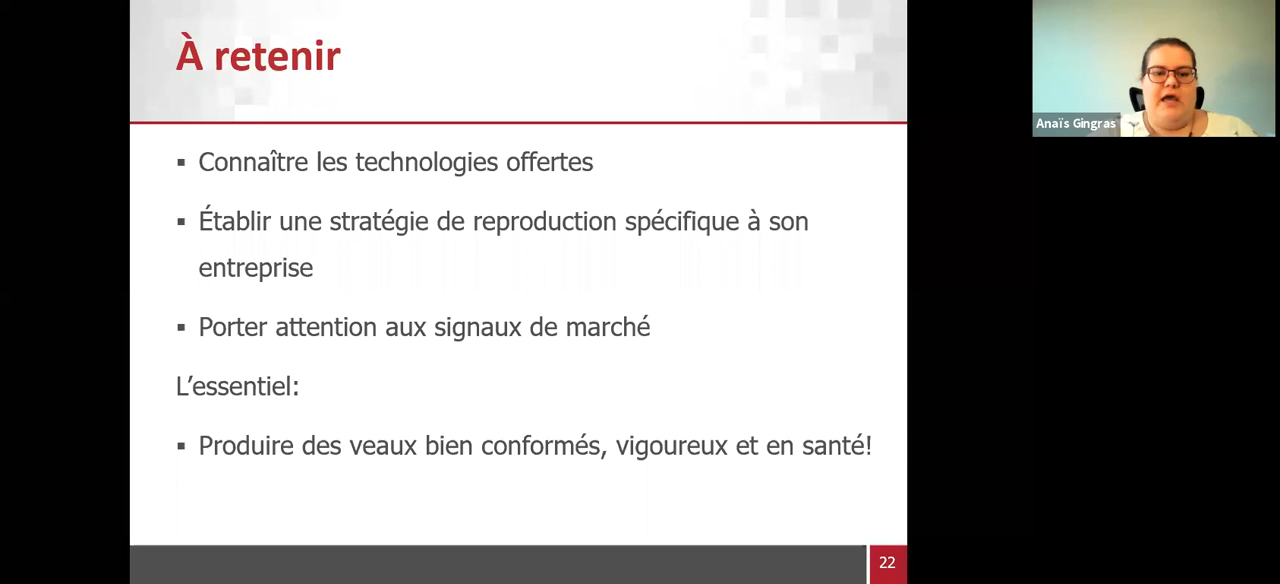 À retenir
Anaïs Gingras
▪ Connaître les technologies offertes
▪ Établir une stratégie de reproduction spécifique à son
entreprise
▪ Porter attention aux signaux de marché
L’essentiel:
▪ Produire des veaux bien conformés, vigoureux et en santé!
22